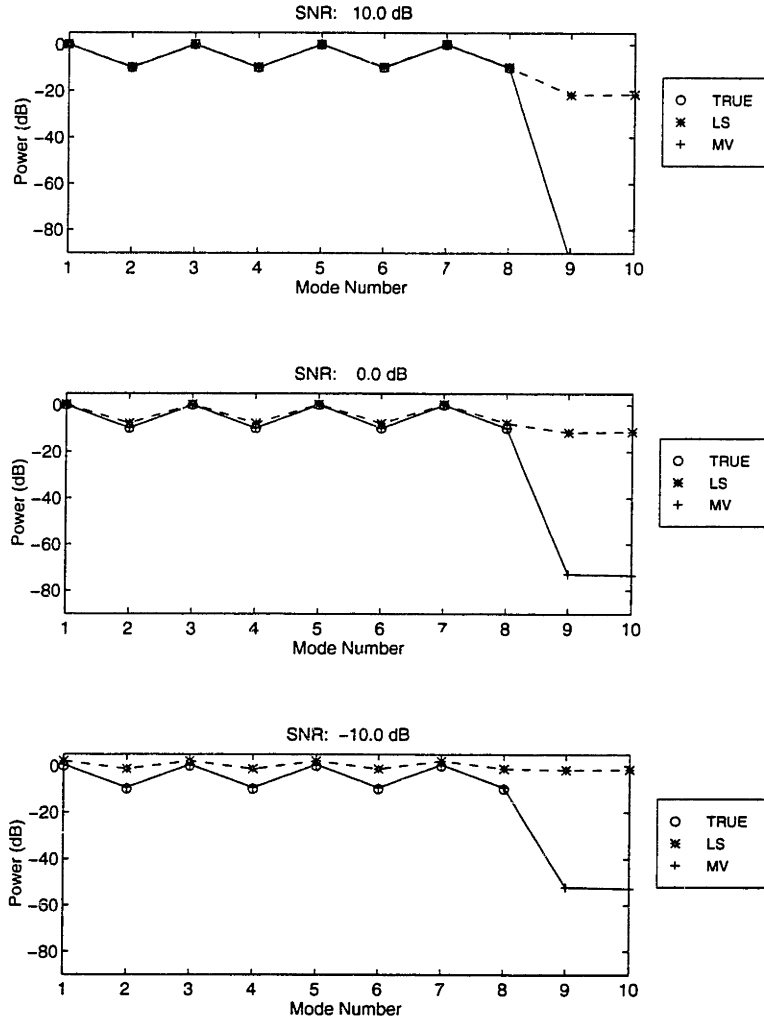 SNR: 10.0 dB
Power (dB)
0
−20
−40
−60
−80
1 2 3 4 5 6 7 8 9 10
Mode Number
TRUE
LS
MV
SNR: 0.0 dB
Power (dB)
0
−20
−40
−60
−80
1 2 3 4 5 6 7 8 9 10
Mode Number
TRUE
LS
MV
SNR: −10.0 dB
Power (dB)
0
−20
−40
−60
−80
1 2 3 4 5 6 7 8 9 10
Mode Number
TRUE
LS
MV